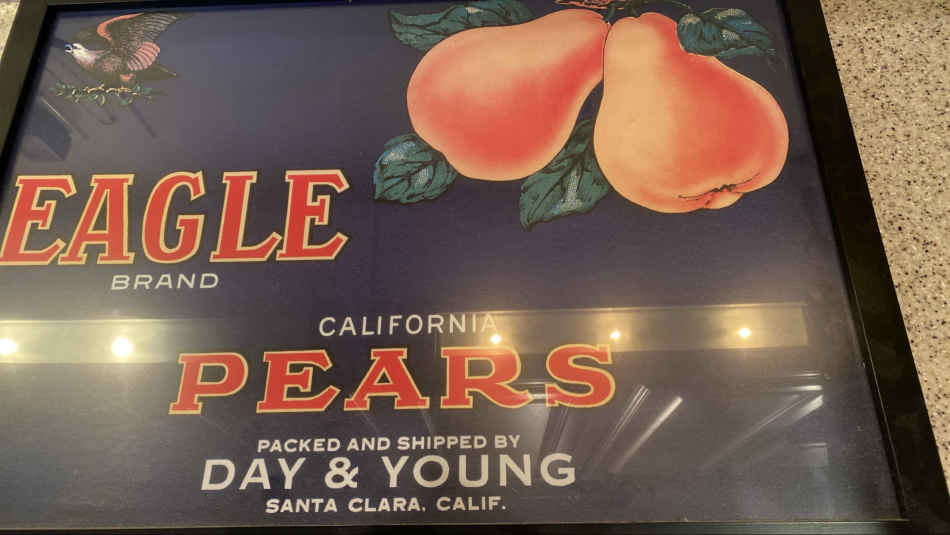 EAGLE
BRAND
CALIFORNIA
PEARS
PACKED AND SHIPPED BY
DAY & YOUNG
SANTA CLARA, CALIF.